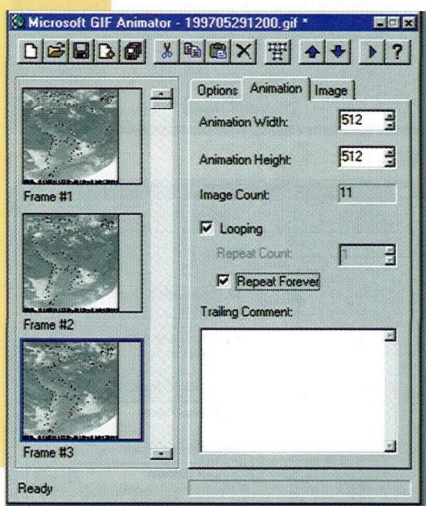 Microsoft GIF Animator - 199705291200.gif *
Options Animation Image
Animation Width: 512
Animation Height: 512
Image Count: 11
Looping
Repeat Count: 1
Repeat Forever
Trailing Comment:
Frame #1
Frame #2
Frame #3
Ready